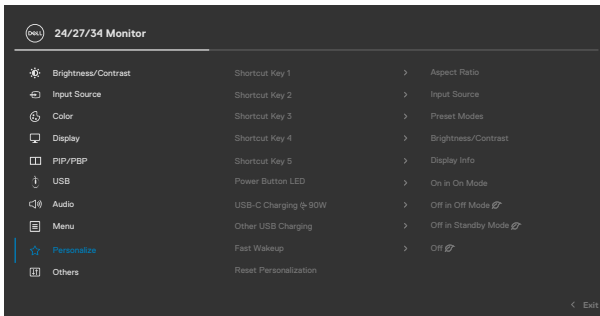 DELL 24/27/34 Monitor
Brightness/Contrast Shortcut Key 1 > Aspect Ratio
Input Source Shortcut Key 2 > Input Source
Color Shortcut Key 3 > Preset Modes
Display Shortcut Key 4 > Brightness/Contrast
PIP/PBP Shortcut Key 5 > Display Info
USB Power Button LED > On in On Mode
Audio USB-C Charging 90W > Off in Off Mode
Menu Other USB Charging > Off in Standby Mode
Personalize Fast Wakeup > Off
Others Reset Personalization
< Exit